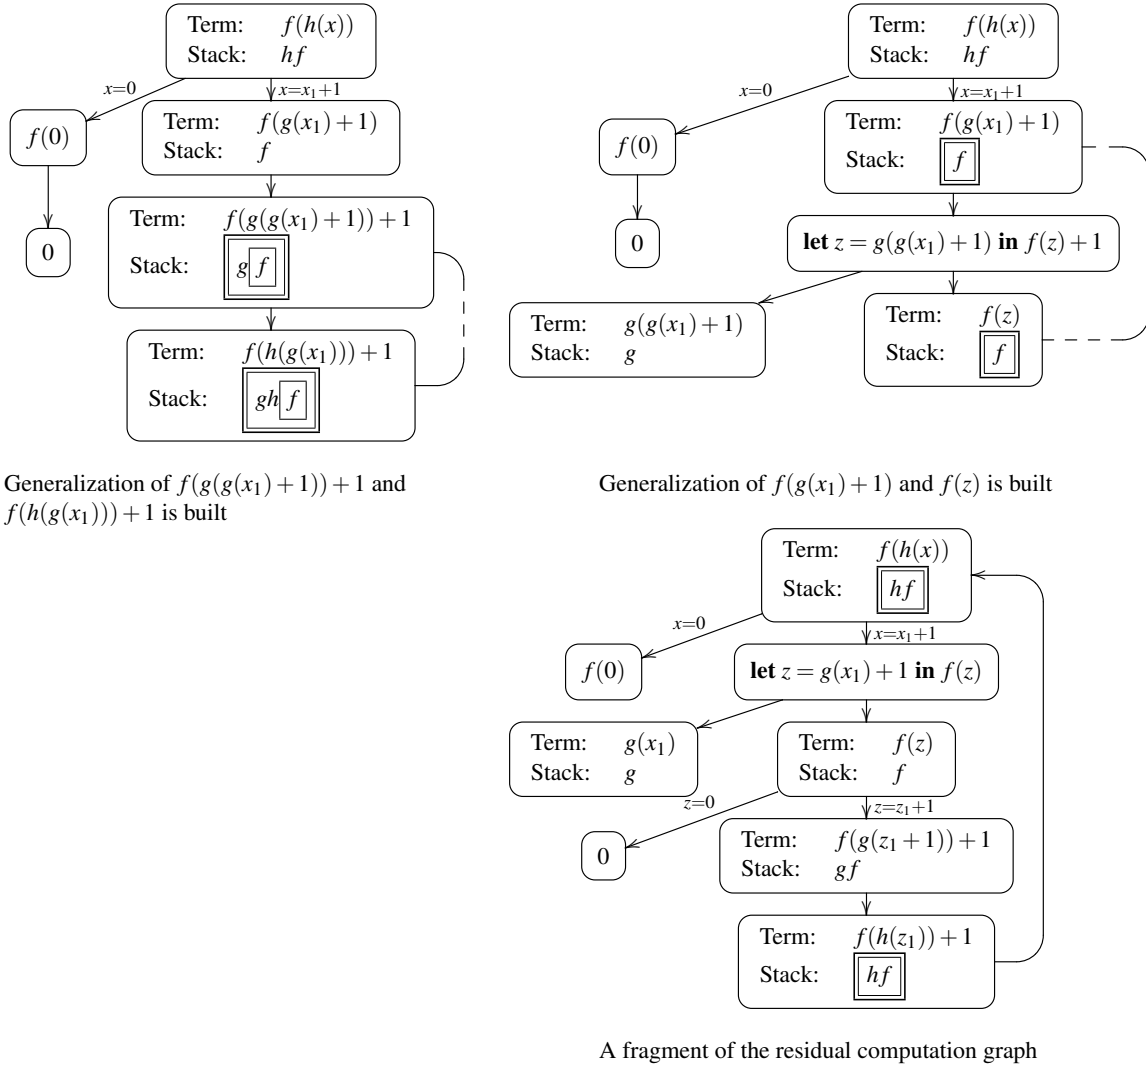 Term: f(h(x))
Stack: hf
x=0
x=x₁+1
f(0)
Term: f(g(x₁)+1)
Stack: f
0
Term: f(g(g(x₁)+1))+1
Stack: g f
Term: f(h(g(x₁)))+1
Stack: gh f
Generalization of f(g(g(x₁)+1))+1 and
f(h(g(x₁)))+1 is built
Term: f(h(x))
Stack: hf
x=0
x=x₁+1
f(0)
Term: f(g(x₁)+1)
Stack: f
0
let z = g(g(x₁)+1) in f(z)+1
Term: g(g(x₁)+1)
Stack: g
Term: f(z)
Stack: f
Generalization of f(g(x₁)+1) and f(z) is built
Term: f(h(x))
Stack: hf
x=0
x=x₁+1
f(0)
let z = g(x₁)+1 in f(z)
Term: g(x₁)
Stack: g
Term: f(z)
Stack: f
z=0
z=z₁+1
0
Term: f(g(z₁+1))+1
Stack: gf
Term: f(h(z₁))+1
Stack: hf
A fragment of the residual computation graph